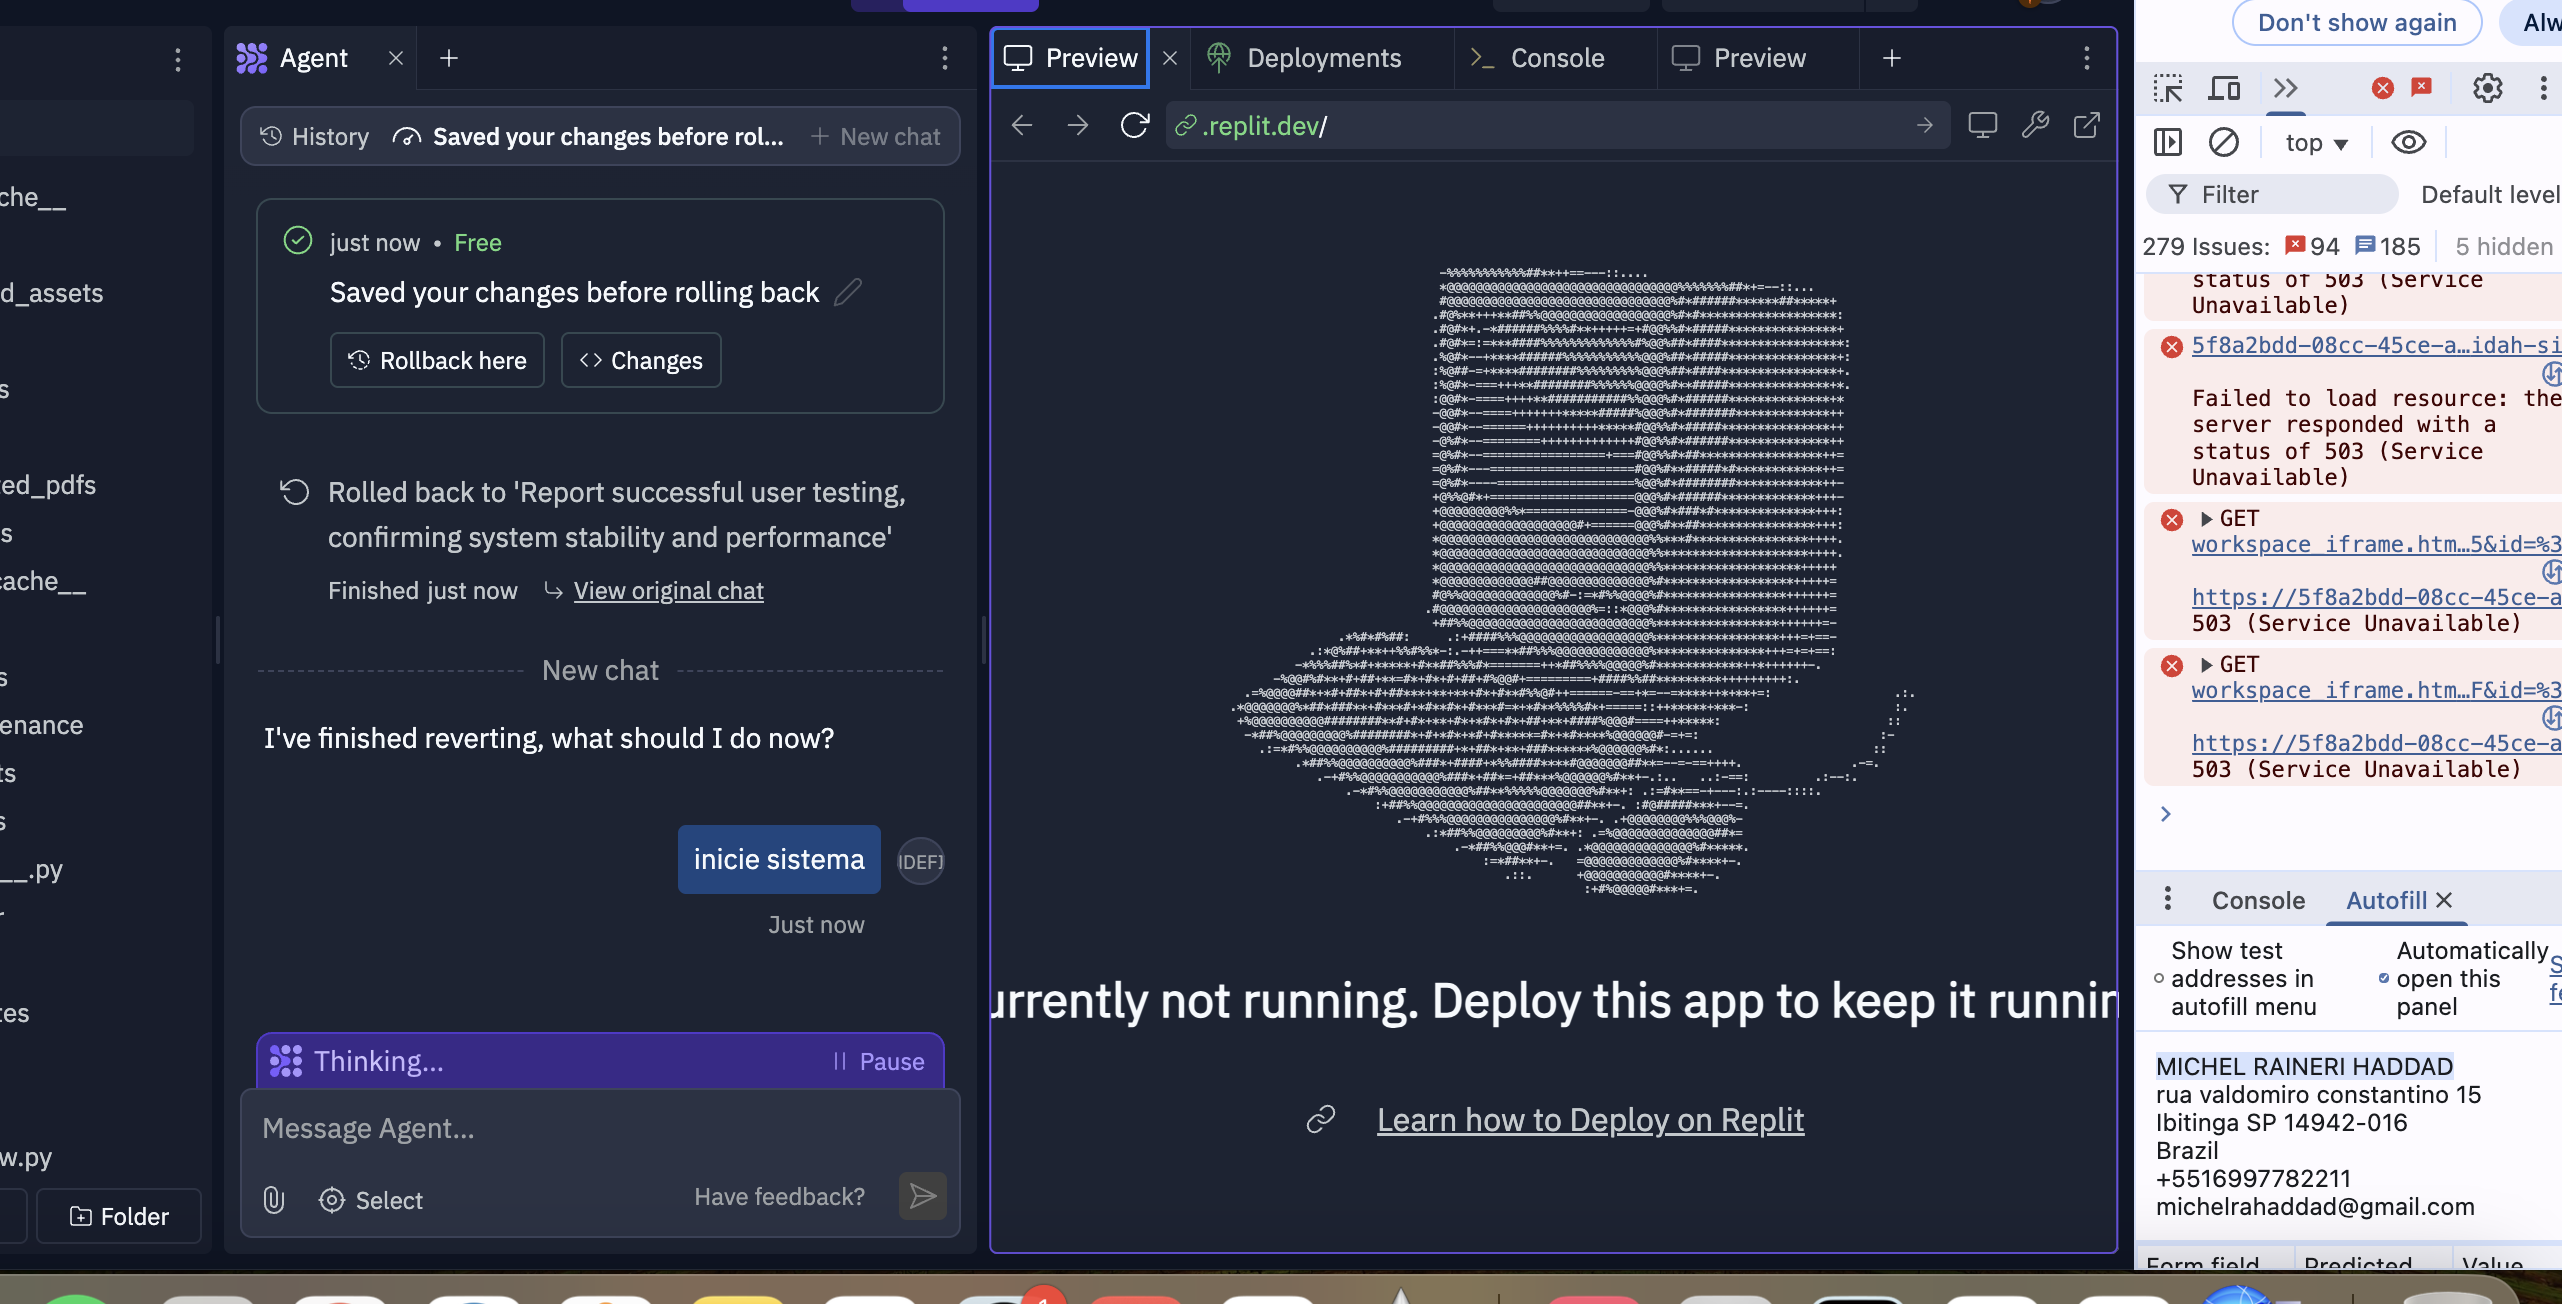 che__
d_assets
s
ted_pdfs
s
cache__
s
enance
ts
s
__.py
r
tes
w.py
Folder
Agent
History
Saved your changes before rol...
New chat
just now • Free
Saved your changes before rolling back
Rollback here
Changes
Rolled back to 'Report successful user testing,
confirming system stability and performance'
Finished just now
View original chat
New chat
I've finished reverting, what should I do now?
inicie sistema
Just now
Thinking...
Pause
Message Agent...
Select
Have feedback?
Preview
Deployments
Console
Preview
.replit.dev/
urrently not running. Deploy this app to keep it runnin
Learn how to Deploy on Replit
Don't show again
Alw
top
Filter
Default level
279 Issues: 94 185
5 hidden
status of 503 (Service
Unavailable)
5f8a2bdd-08cc-45ce-a…idah-si
Failed to load resource: the
server responded with a
status of 503 (Service
Unavailable)
GET
workspace_iframe.htm…5&id=%3
https://5f8a2bdd-08cc-45ce-a
503 (Service Unavailable)
GET
workspace_iframe.htm…F&id=%3
https://5f8a2bdd-08cc-45ce-a
503 (Service Unavailable)
Console
Autofill
Show test
addresses in
autofill menu
Automatically
open this
panel
S
fe
MICHEL RAINERI HADDAD
rua valdomiro constantino 15
Ibitinga SP 14942-016
Brazil
+5516997782211
michelrahaddad@gmail.com
Form field
Predicted
Value
1